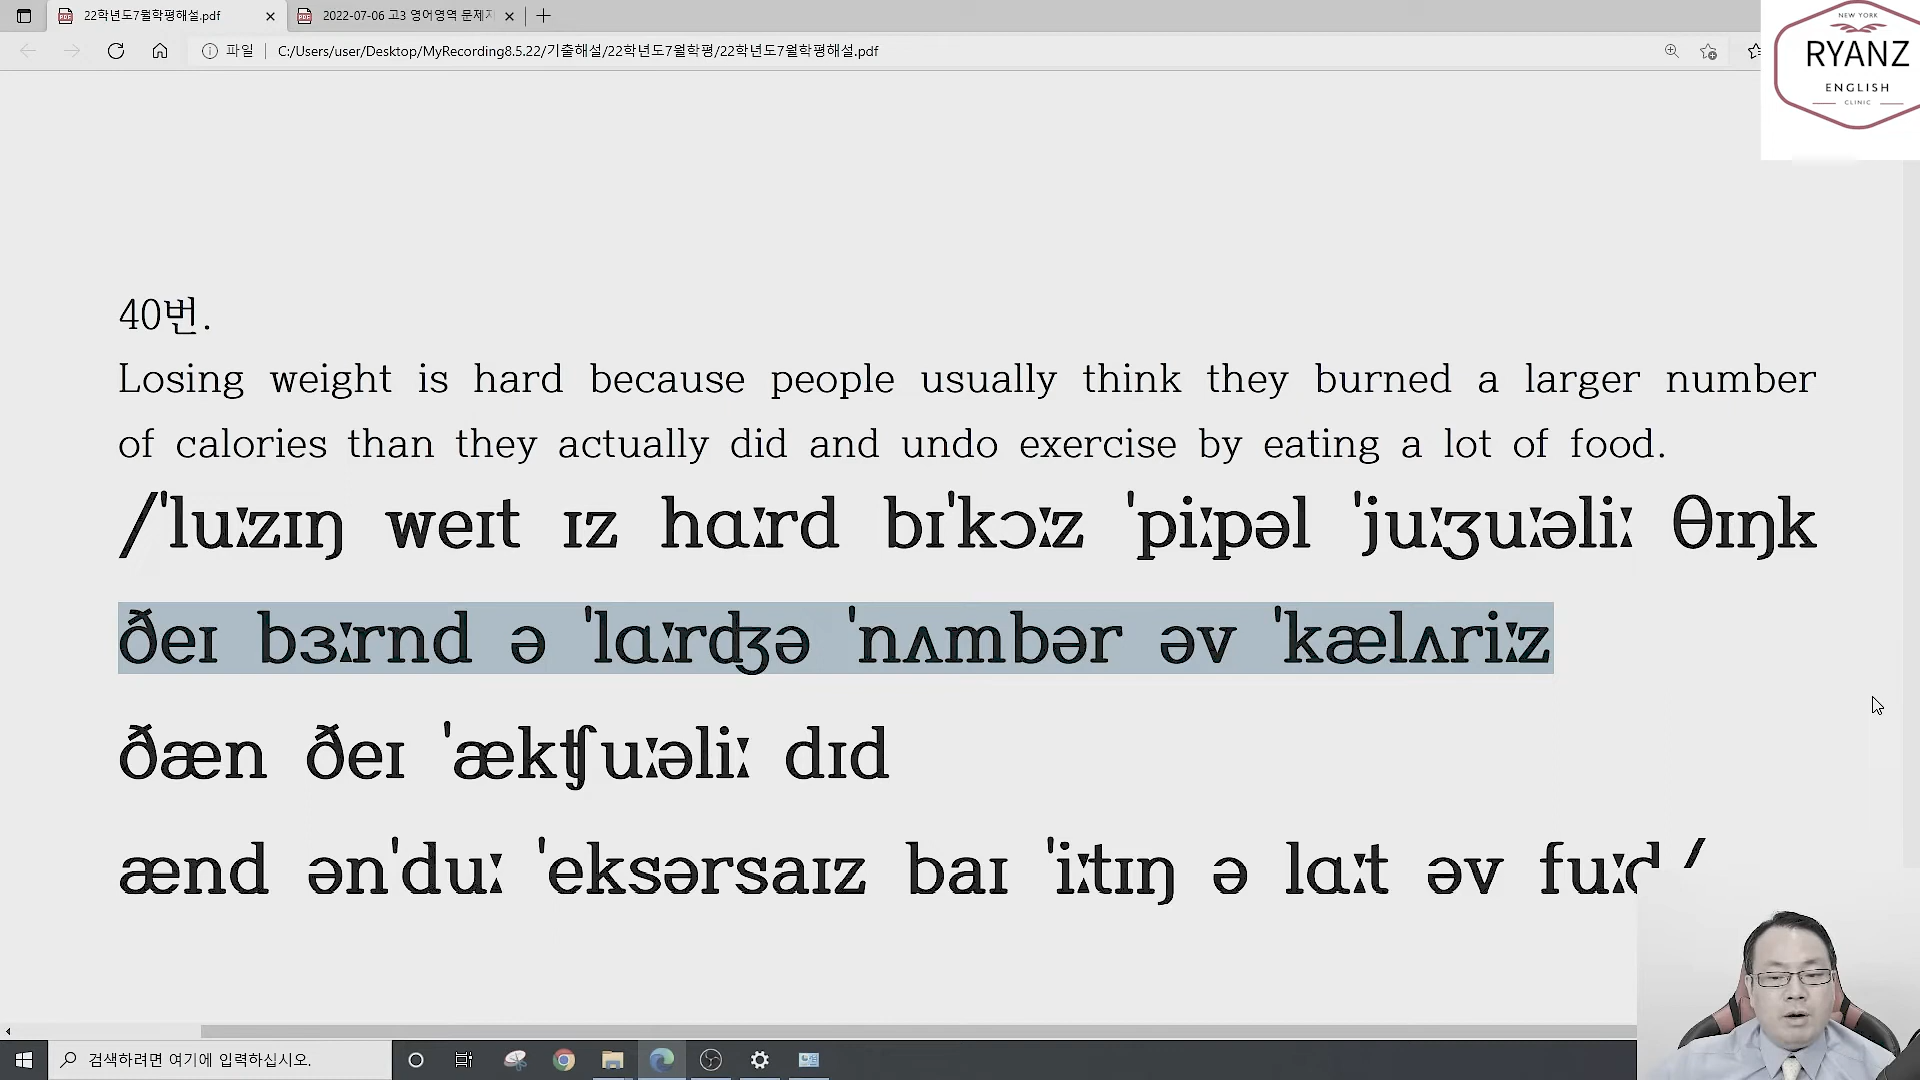 22학년도7월학평해설.pdf
2022-07-06 고3 영어영역 문제지
파일
C:/Users/user/Desktop/MyRecording8.5.22/기출해설/22학년도7월학평/22학년도7월학평해설.pdf
NEW YORK
RYANZ
ENGLISH
CLINIC
40번.
Losing weight is hard because people usually think they burned a larger number
of calories than they actually did and undo exercise by eating a lot of food.
/ˈluːzɪŋ weɪt ɪz hɑːrd bɪˈkɔːz ˈpiːpəl ˈjuːʒuːəliː θɪŋk
ðeɪ bɜːrnd ə ˈlɑːrʤə ˈnʌmbər əv ˈkælʌriːz
ðæn ðeɪ ˈækʧuːəliː dɪd
ænd ənˈduː ˈeksərsaɪz baɪ ˈiːtɪŋ ə lɑːt əv fuːd/
검색하려면 여기에 입력하십시오.